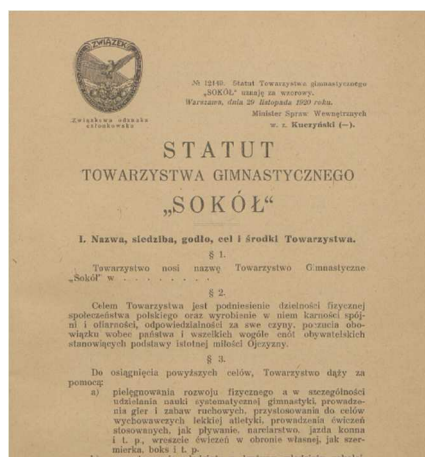 ZWIĄZEK
Związkowa odznaka
członkowska
№ 12149. Statut Towarzystwa gimnastycznego
„SOKÓŁ“ uznaję za wzorowy.
Warszawa, dnia 29 listopada 1920 roku.
Minister Spraw Wewnętrznych
w. z. Kuczyński (—).
STATUT
TOWARZYSTWA GIMNASTYCZNEGO
„SOKÓŁ“
I. Nazwa, siedziba, godło, cel i środki Towarzystwa.
§ 1.
Towarzystwo nosi nazwę Towarzystwo Gimnastyczne
„Sokół“ w . . . . . . . .
§ 2.
Celem Towarzystwa jest podniesienie dzielności fizycznej
społeczeństwa polskiego oraz wyrobienie w niem karności spój-
ni i ofiarności, odpowiedzialności za swe czyny, poczucia obo-
wiązku wobec państwa i wszelkich wogóle cnót obywatelskich
stanowiących podstawy istotnej miłości Ojczyzny.
§ 3.
Do osiągnięcia powyższych celów, Towarzystwo dąży za
pomocą:
a) pielęgnowania rozwoju fizycznego a w szczególności
udzielania nauki systematycznej gimnastyki, prowadze-
nia gier i zabaw ruchowych, przystosowania do celów
wychowawczych lekkiej atletyki, prowadzenia ćwiczeń
stosowanych, jak pływanie, narciarstwo, jazda konna
i t. p., wreszcie ćwiczeń w obronie własnej, jak szer-
mierka, boks i t. p.